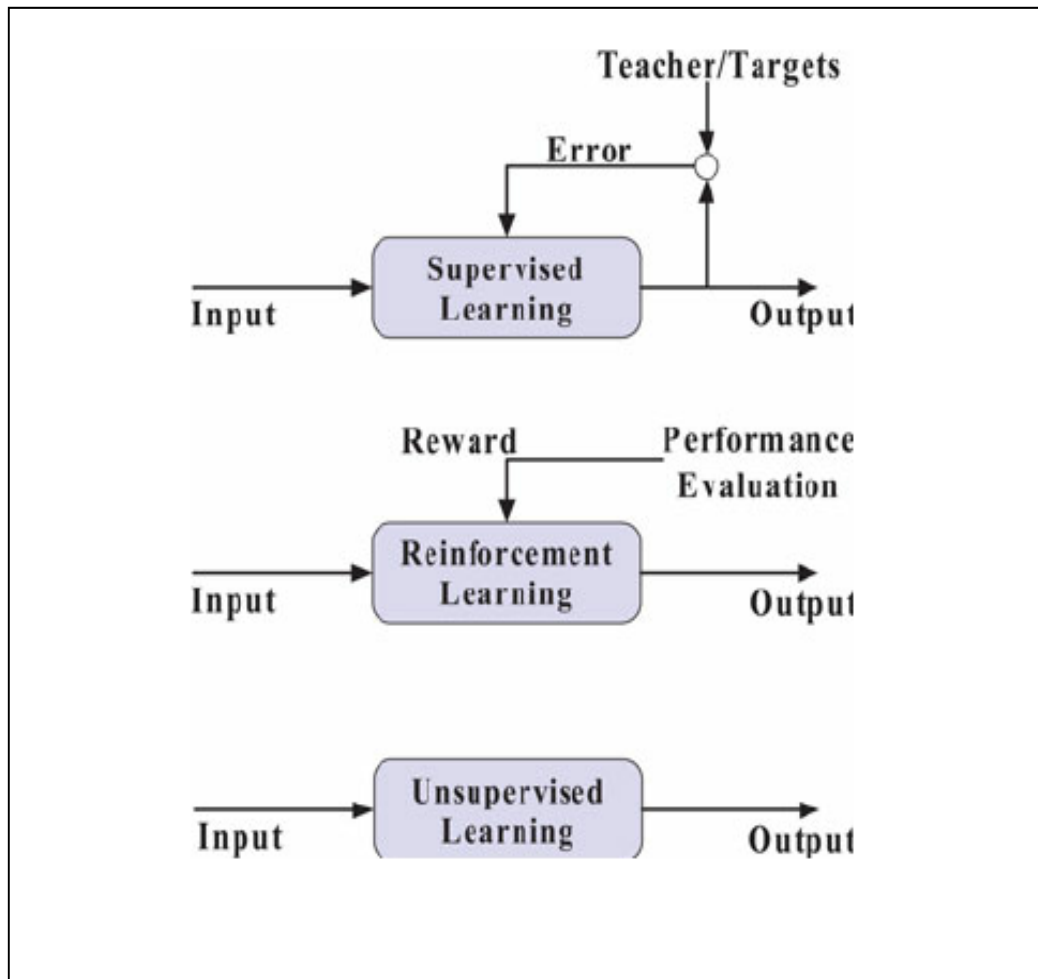 Teacher/Targets
Error
Supervised
Learning
Input
Output
Reward
Performance
Evaluation
Reinforcement
Learning
Input
Output
Unsupervised
Learning
Input
Output